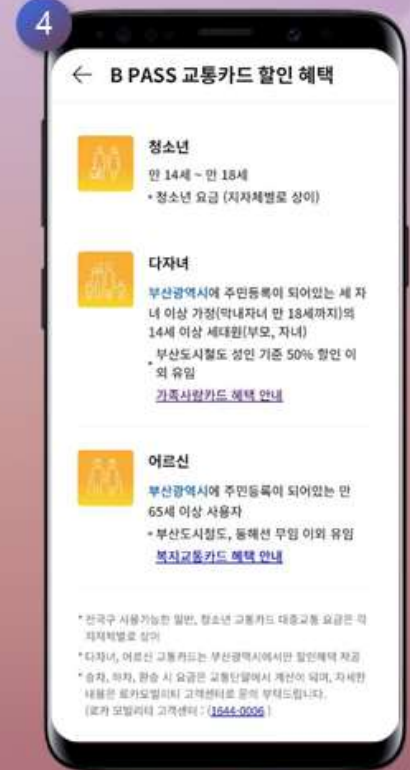 4
← B PASS 교통카드 할인 혜택
청소년
만 14세 ~ 만 18세
• 청소년 요금 (지자체별로 상이)
다자녀
부산광역시에 주민등록이 되어있는 세 자
녀 이상 가정(막내자녀 만 18세까지)의
14세 이상 세대원(부모, 자녀)
• 부산도시철도 성인 기준 50% 할인 이
외 유임
가족사랑카드 혜택 안내
어르신
부산광역시에 주민등록이 되어있는 만
65세 이상 사용자
• 부산도시철도, 동해선 무임 이외 유임
복지교통카드 혜택 안내
* 전국구 사용가능한 일반, 청소년 교통카드 대중교통 요금은 각
지자체별로 상이
* 다자녀, 어르신 교통카드는 부산광역시에서만 할인혜택 제공
* 승차, 하차, 환승 시 요금은 교통단말에서 계산이 되며, 자세한
내용은 로카모빌리티 고객센터로 문의 부탁드립니다.
(로카 모빌리티 고객센터 : (1644-0006 )